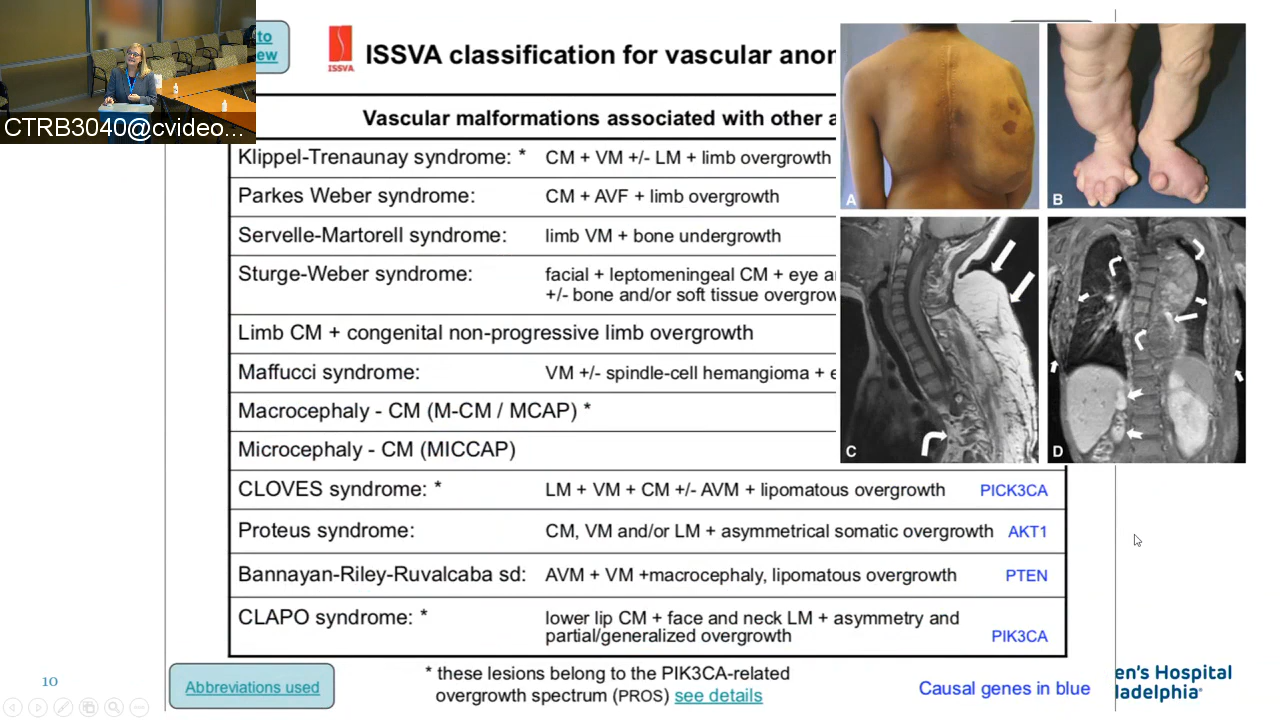 to
ew
ISSVA
ISSVA classification for vascular anor
CTRB3040@cvideo...
Vascular malformations associated with other a
Klippel-Trenaunay syndrome: * CM + VM +/- LM + limb overgrowth
Parkes Weber syndrome: CM + AVF + limb overgrowth
Servelle-Martorell syndrome: limb VM + bone undergrowth
Sturge-Weber syndrome: facial + leptomeningeal CM + eye a
+/- bone and/or soft tissue overgrow
Limb CM + congenital non-progressive limb overgrowth
Maffucci syndrome: VM +/- spindle-cell hemangioma + e
Macrocephaly - CM (M-CM / MCAP) *
Microcephaly - CM (MICCAP)
CLOVES syndrome: * LM + VM + CM +/- AVM + lipomatous overgrowth PICK3CA
Proteus syndrome: CM, VM and/or LM + asymmetrical somatic overgrowth AKT1
Bannayan-Riley-Ruvalcaba sd: AVM + VM +macrocephaly, lipomatous overgrowth PTEN
CLAPO syndrome: * lower lip CM + face and neck LM + asymmetry and
partial/generalized overgrowth PIK3CA
A
B
C
D
10
Abbreviations used
* these lesions belong to the PIK3CA-related
overgrowth spectrum (PROS) see details
Causal genes in blue
en's Hospital
ladelphia